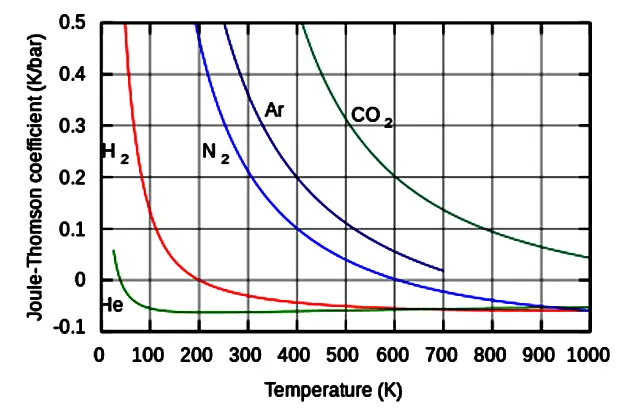 Joule-Thomson coefficient (K/bar)
0.5
0.4
0.3
0.2
0.1
0
-0.1
H 2
N 2
Ar
CO 2
He
0 100 200 300 400 500 600 700 800 900 1000
Temperature (K)